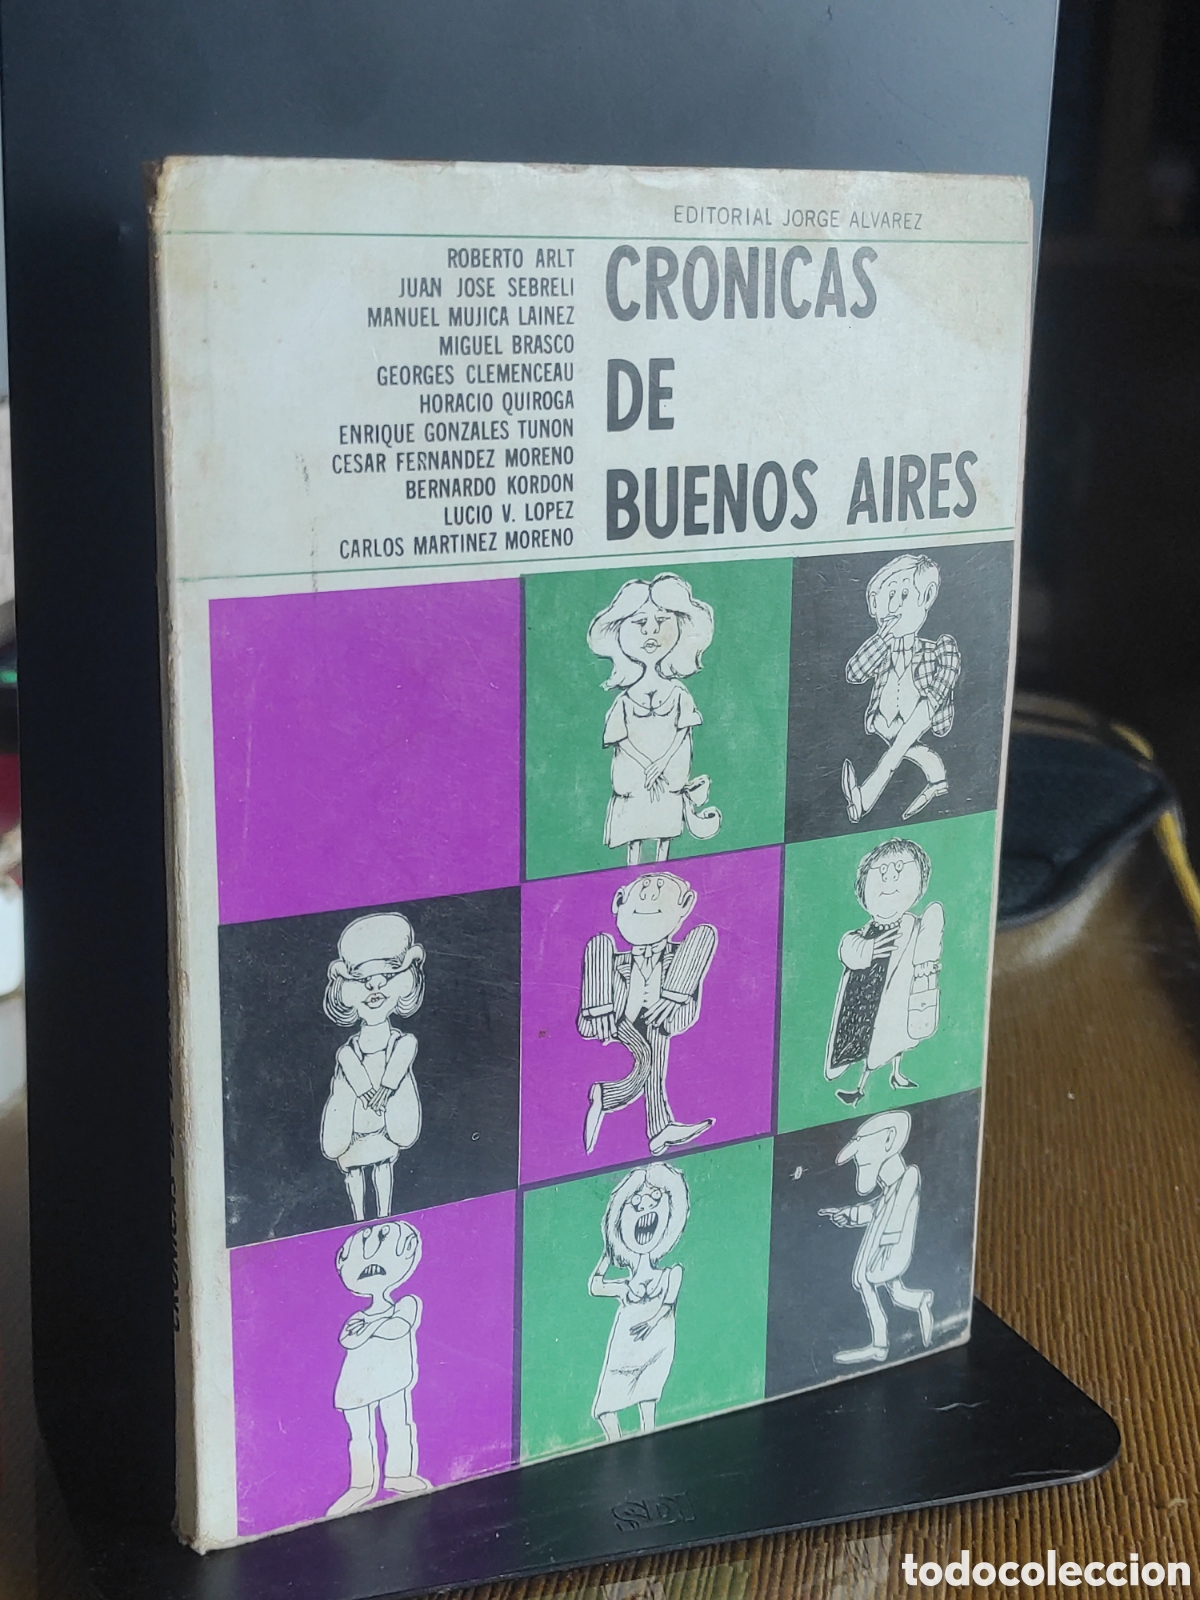 EDITORIAL JORGE ALVAREZ
ROBERTO ARLT
JUAN JOSE SEBRELI
MANUEL MUJICA LAINEZ
MIGUEL BRASCO
GEORGES CLEMENCEAU
HORACIO QUIROGA
ENRIQUE GONZALES TUNON
CESAR FERNANDEZ MORENO
BERNARDO KORDON
LUCIO V. LOPEZ
CARLOS MARTINEZ MORENO
CRONICAS
DE
BUENOS AIRES
todocoleccion